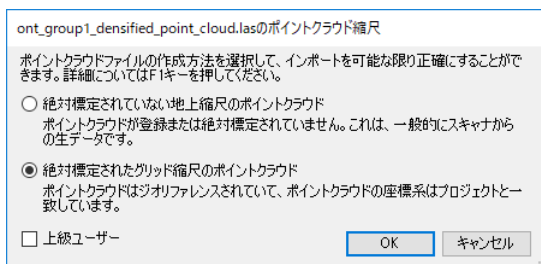 ont_group1_densified_point_cloud.lasのポイントクラウド縮尺
ポイントクラウドファイルの作成方法を選択して、インポートを可能な限り正確にすることがで
きます。詳細についてはF1キーを押してください。
絶対標定されていない地上縮尺のポイントクラウド
ポイントクラウドが登録または絶対標定されていません。これは、一般的にスキャナから
の生データです。
絶対標定されたグリッド縮尺のポイントクラウド
ポイントクラウドはジオリファレンスされていて、ポイントクラウドの座標系はプロジェクトと一
致しています。
上級ユーザー
OK
キャンセル